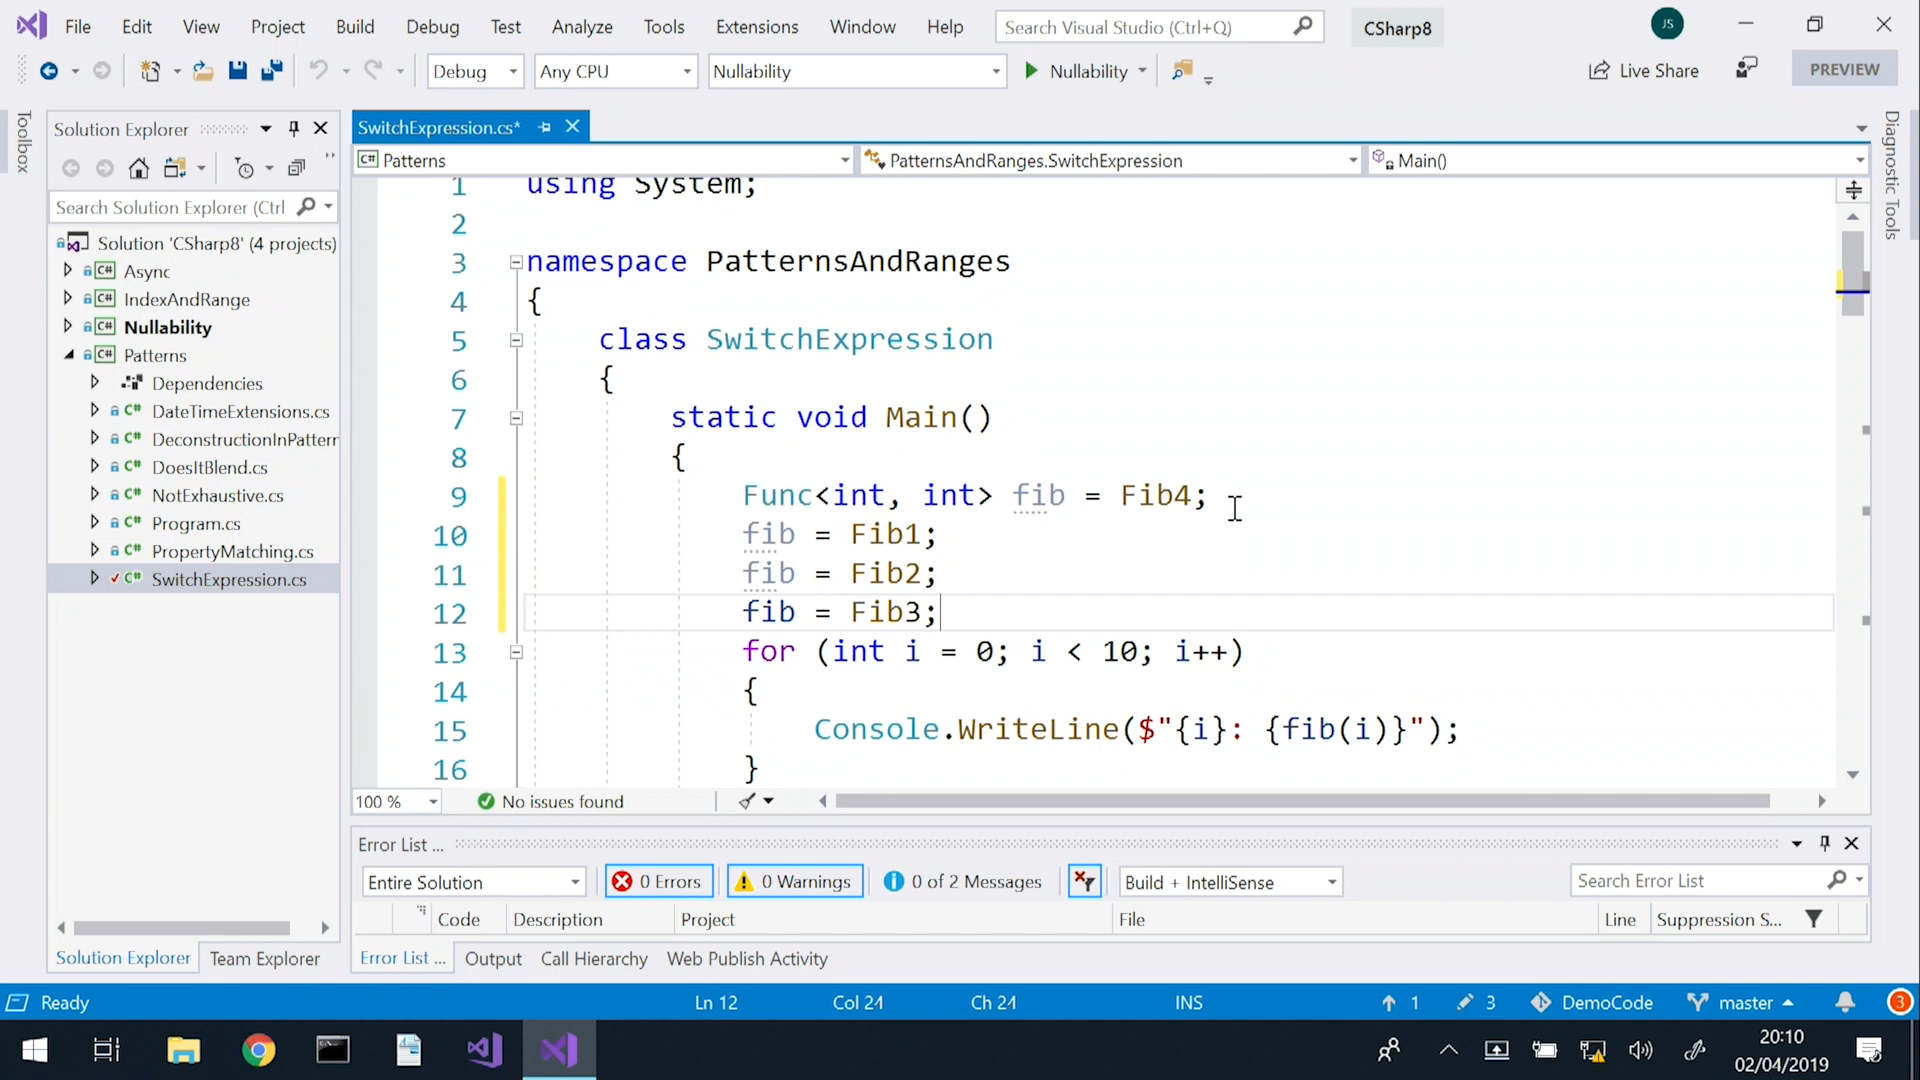 File Edit View Project Build Debug Test Analyze Tools Extensions Window Help Search Visual Studio (Ctrl+Q) CSharp8 JS
Debug Any CPU Nullability Nullability Live Share PREVIEW
Toolbox
Solution Explorer
Search Solution Explorer (Ctrl
Solution 'CSharp8' (4 projects)
C# Async
C# IndexAndRange
C# Nullability
C# Patterns
Dependencies
C# DateTimeExtensions.cs
C# DeconstructionInPatterr
C# DoesItBlend.cs
C# NotExhaustive.cs
C# Program.cs
C# PropertyMatching.cs
C# SwitchExpression.cs
Solution Explorer Team Explorer
SwitchExpression.cs*
C# Patterns PatternsAndRanges.SwitchExpression Main()
1 using System;
2
3 namespace PatternsAndRanges
4 {
5 class SwitchExpression
6 {
7 static void Main()
8 {
9 Func<int, int> fib = Fib4;
10 fib = Fib1;
11 fib = Fib2;
12 fib = Fib3;
13 for (int i = 0; i < 10; i++)
14 {
15 Console.WriteLine($"{i}: {fib(i)}");
16 }
100 % No issues found
Diagnostic Tools
Error List ...
Entire Solution 0 Errors 0 Warnings 0 of 2 Messages Build + IntelliSense Search Error List
Code Description Project File Line Suppression S...
Error List ... Output Call Hierarchy Web Publish Activity
Ready Ln 12 Col 24 Ch 24 INS 1 3 DemoCode master 3
20:10
02/04/2019